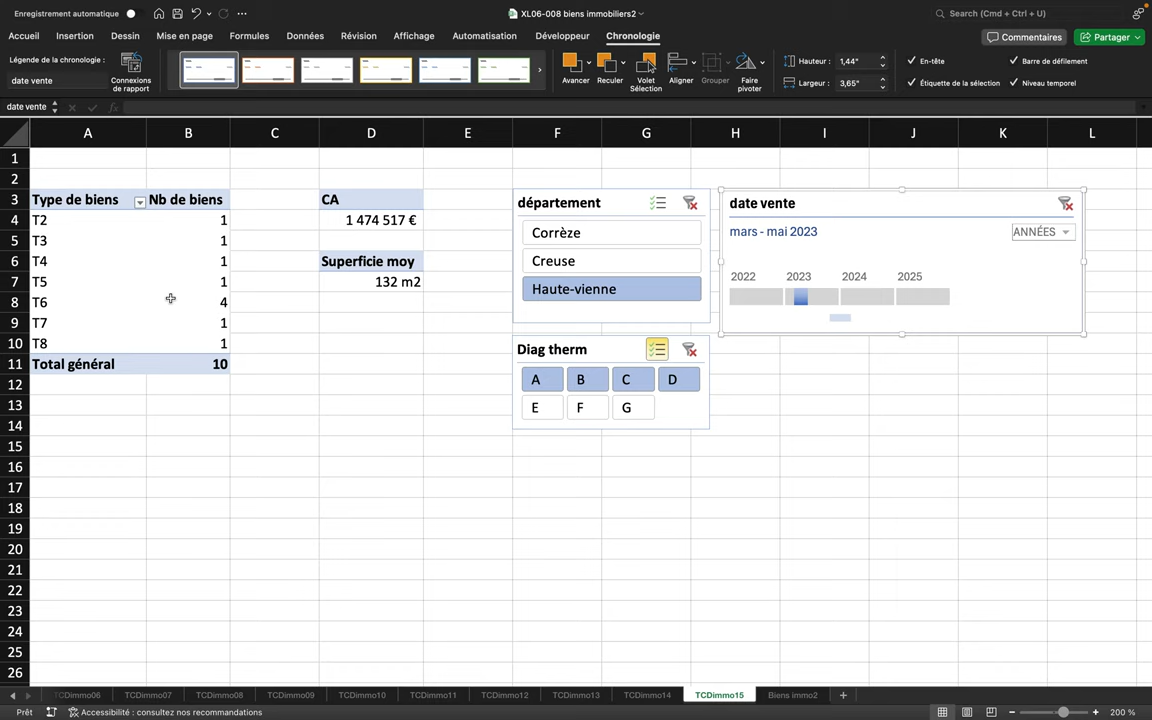 Enregistrement automatique
XL06-008 biens immobiliers2
Search (Cmd + Ctrl + U)
Accueil Insertion Dessin Mise en page Formules Données Révision Affichage Automatisation Développeur Chronologie
Commentaires Partager
Légende de la chronologie :
date vente
Connexions de rapport
Avancer Reculer Volet Sélection Aligner Grouper Faire pivoter
Hauteur : 1,44"
Largeur : 3,65"
En-tête Barre de défilement
Étiquette de la sélection Niveau temporel
date vente fx
A B C D E F G H I J K L
1
2
3 Type de biens Nb de biens CA
4 T2 1 1 474 517 €
5 T3 1
6 T4 1 Superficie moy
7 T5 1 132 m2
8 T6 4
9 T7 1
10 T8 1
11 Total général 10
12
13
14
15
16
17
18
19
20
21
22
23
24
25
26
département
Corrèze
Creuse
Haute-vienne
Diag therm
A B C D
E F G
date vente
mars - mai 2023 ANNÉES
2022 2023 2024 2025
TCDimmo06 TCDimmo07 TCDimmo08 TCDimmo09 TCDimmo10 TCDimmo11 TCDimmo12 TCDimmo13 TCDimmo14 TCDimmo15 Biens immo2 +
Prêt Accessibilité : consultez nos recommandations 200 %